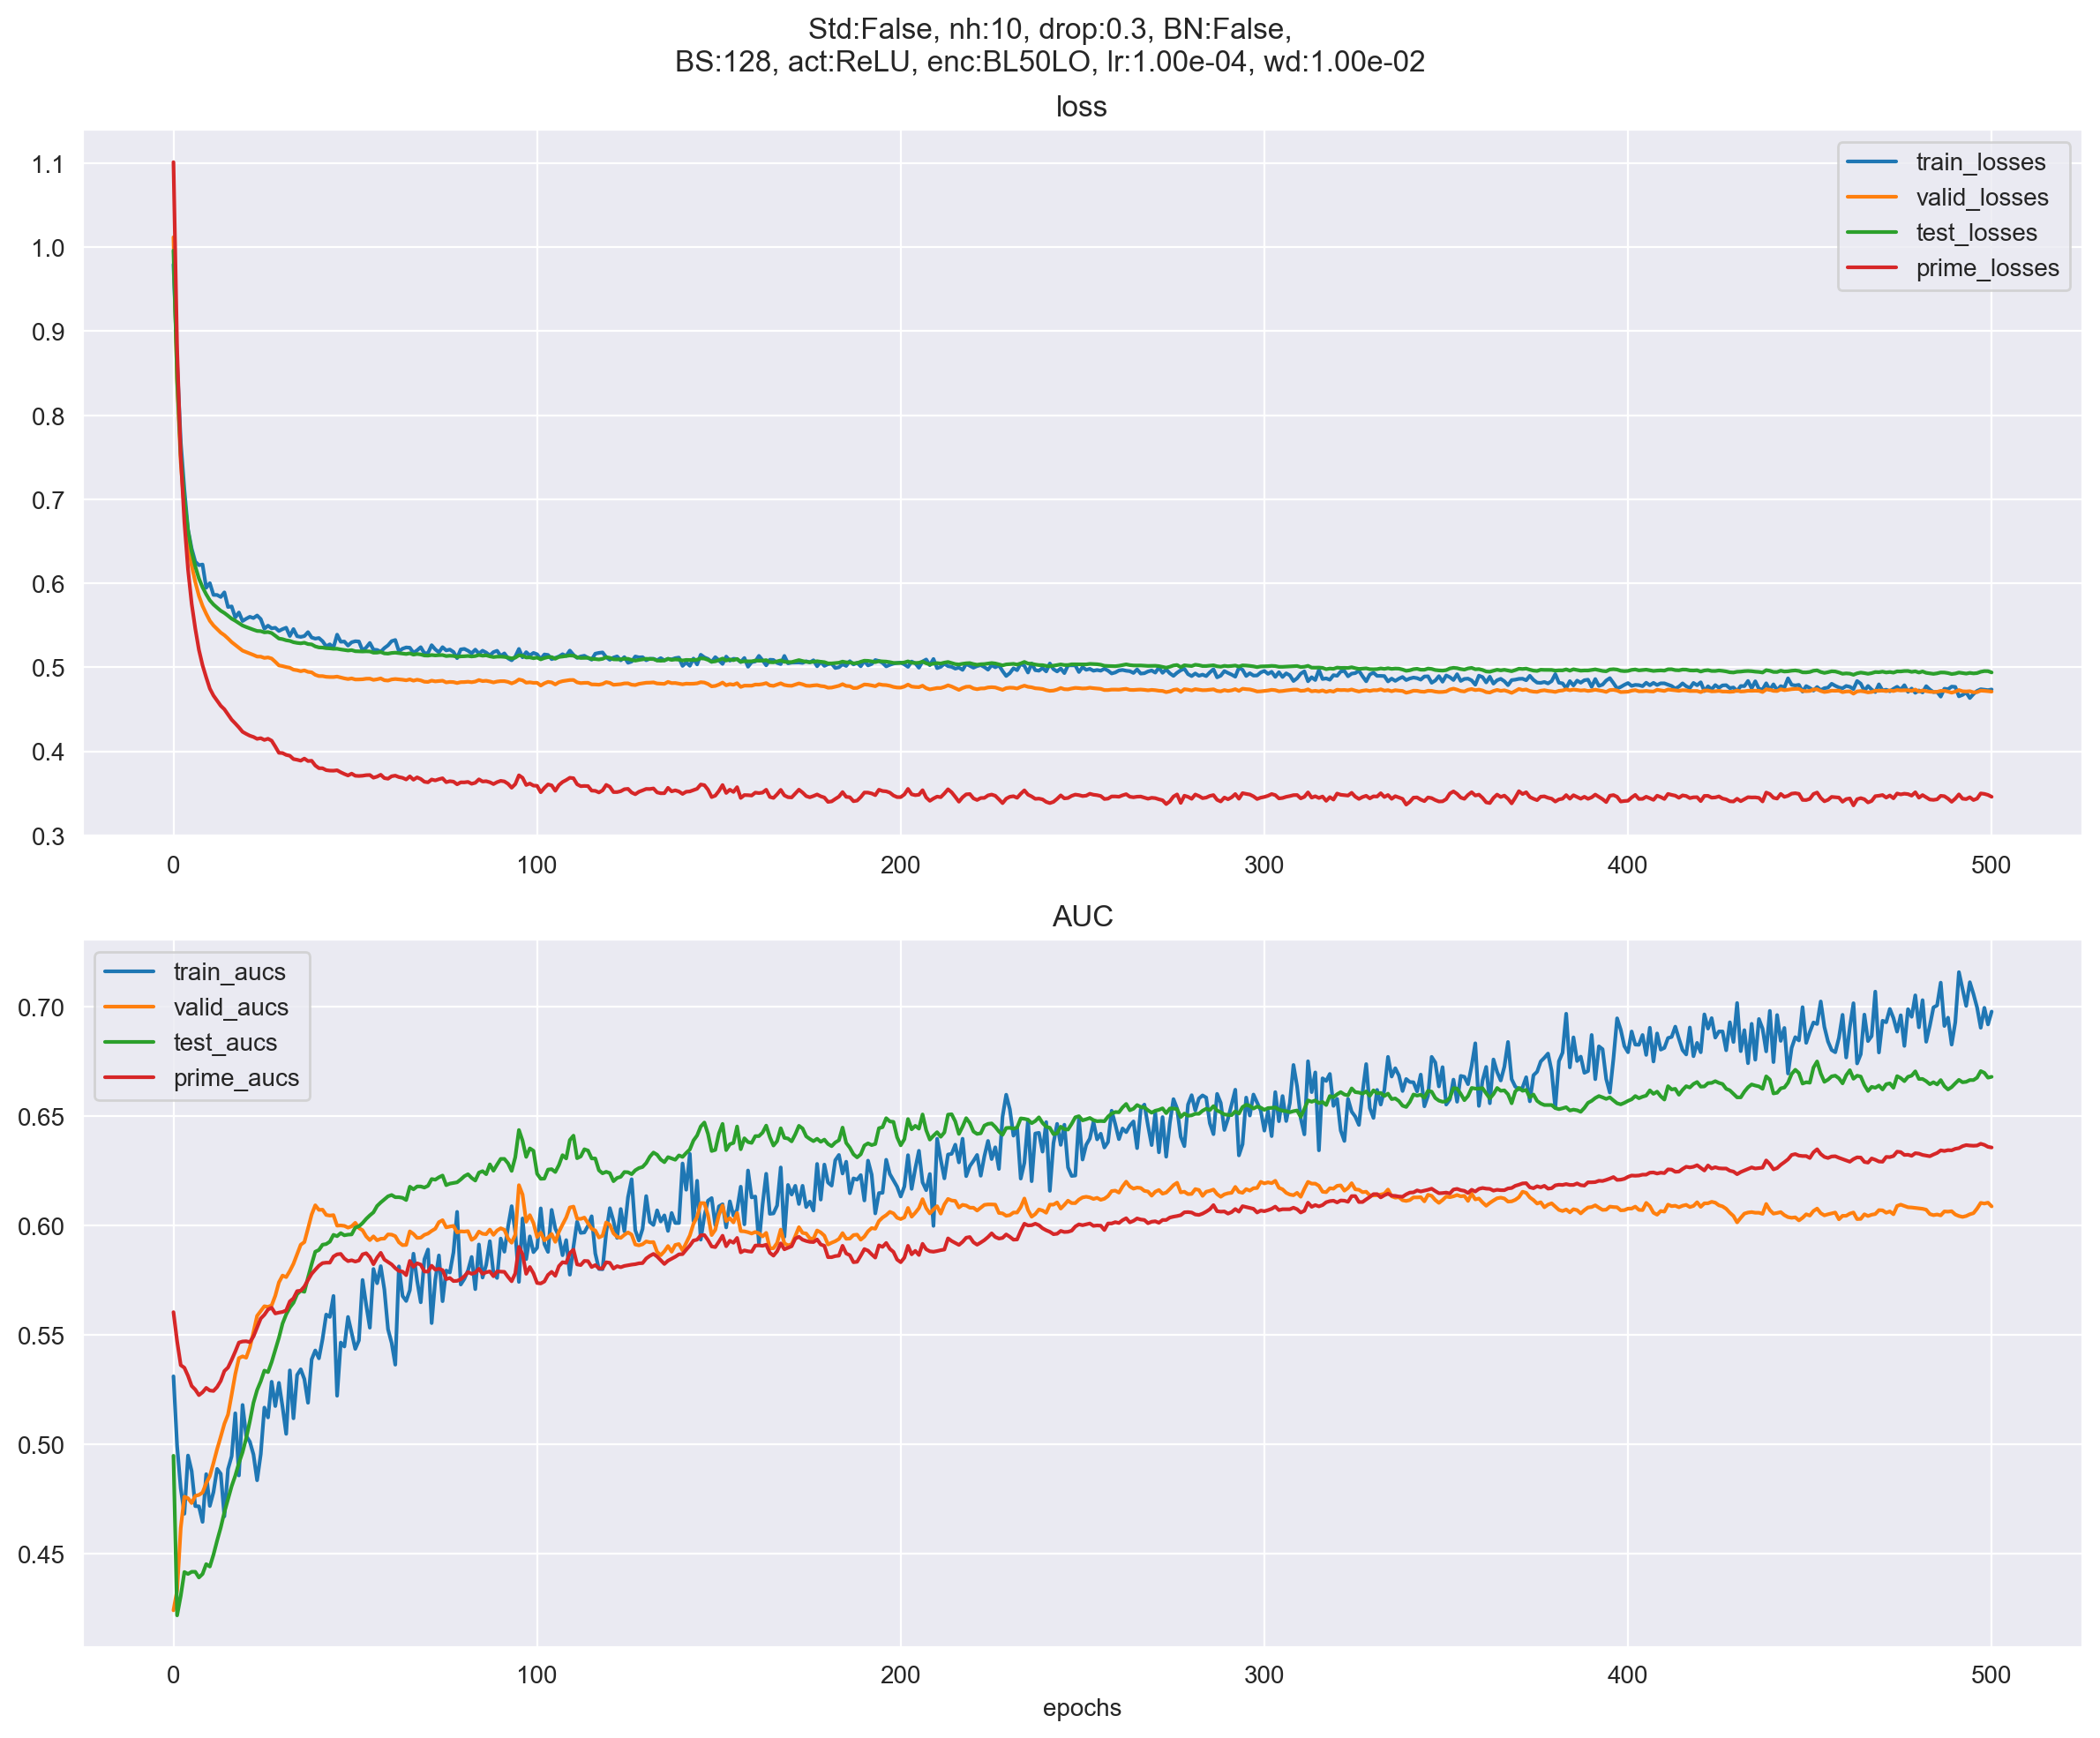 Std:False, nh:10, drop:0.3, BN:False,
BS:128, act:ReLU, enc:BL50LO, lr:1.00e-04, wd:1.00e-02
loss
1.1
1.0
0.9
0.8
0.7
0.6
0.5
0.4
0.3
train_losses
valid_losses
test_losses
prime_losses
0 100 200 300 400 500
AUC
train_aucs
valid_aucs
test_aucs
prime_aucs
0.70
0.65
0.60
0.55
0.50
0.45
0 100 200 300 400 500
epochs